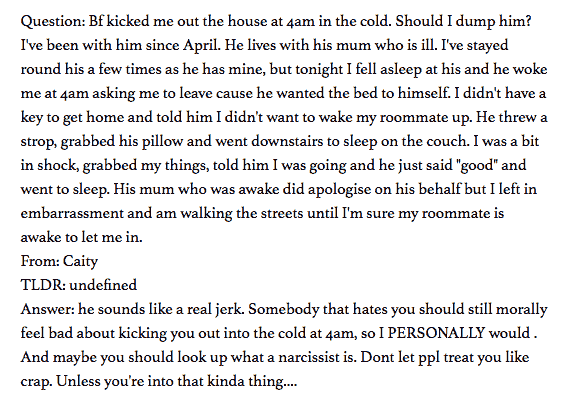 Question: Bf kicked me out the house at 4am in the cold. Should I dump him?
I've been with him since April. He lives with his mum who is ill. I've stayed
round his a few times as he has mine, but tonight I fell asleep at his and he woke
me at 4am asking me to leave cause he wanted the bed to himself. I didn't have a
key to get home and told him I didn't want to wake my roommate up. He threw a
strop, grabbed his pillow and went downstairs to sleep on the couch. I was a bit
in shock, grabbed my things, told him I was going and he just said "good" and
went to sleep. His mum who was awake did apologise on his behalf but I left in
embarrassment and am walking the streets until I'm sure my roommate is
awake to let me in.
From: Caity
TLDR: undefined
Answer: he sounds like a real jerk. Somebody that hates you should still morally
feel bad about kicking you out into the cold at 4am, so I PERSONALLY would .
And maybe you should look up what a narcissist is. Dont let ppl treat you like
crap. Unless you're into that kinda thing....